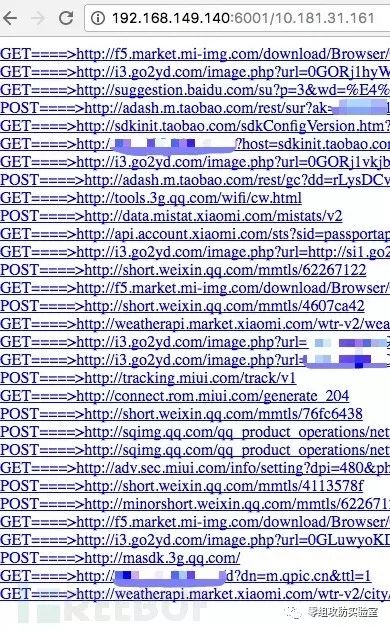 192.168.149.140:6001/10.181.31.161
GET====>http://f5.market.mi-img.com/download/Browser/
GET====>http://i3.go2yd.com/image.php?url=0GORj1hyW
GET====>http://suggestion.baidu.com/su?p=3&wd=%E4%
POST====>http://adash.m.taobao.com/rest/sur?ak=
GET====>http://sdkinit.taobao.com/sdkConfigVersion.htm?
GET====>http:/ ?host=sdkinit.taobao.co
GET====>http://i3.go2yd.com/image.php?url=0GORj1vkjb
POST====>http://adash.m.taobao.com/rest/gc?dd=rLysDCv
GET====>http://tools.3g.qq.com/wifi/cw.html
POST====>http://data.mistat.xiaomi.com/mistats/v2
GET====>http://api.account.xiaomi.com/sts?sid=passportap
GET====>http://i3.go2yd.com/image.php?url=http://si1.go2
POST====>http://short.weixin.qq.com/mmtls/62267122
GET====>http://f5.market.mi-img.com/download/Browser/
POST====>http://short.weixin.qq.com/mmtls/4607ca42
GET====>http://weatherapi.market.xiaomi.com/wtr-v2/wea
GET====>http://i3.go2yd.com/image.php?url=
GET====>http://i3.go2yd.com/image.php?url=
POST====>http://tracking.miui.com/track/v1
GET====>http://connect.rom.miui.com/generate_204
POST====>http://short.weixin.qq.com/mmtls/76fc6438
POST====>http://sqimg.qq.com/qq_product_operations/net
POST====>http://sqimg.qq.com/qq_product_operations/net
GET====>http://adv.sec.miui.com/info/setting?dpi=480&ph
POST====>http://short.weixin.qq.com/mmtls/4113578f
POST====>http://minorshort.weixin.qq.com/mmtls/622671
GET====>http://f5.market.mi-img.com/download/Browser/
GET====>http://i3.go2yd.com/image.php?url=0GLuwyoKI
POST====>http://masdk.3g.qq.com/
GET====>http:// d?dn=m.qpic.cn&ttl=1
GET====>http://weatherapi.market.xiaomi.com/wtr-v2/city/
FREEBUF
零组攻防实验室